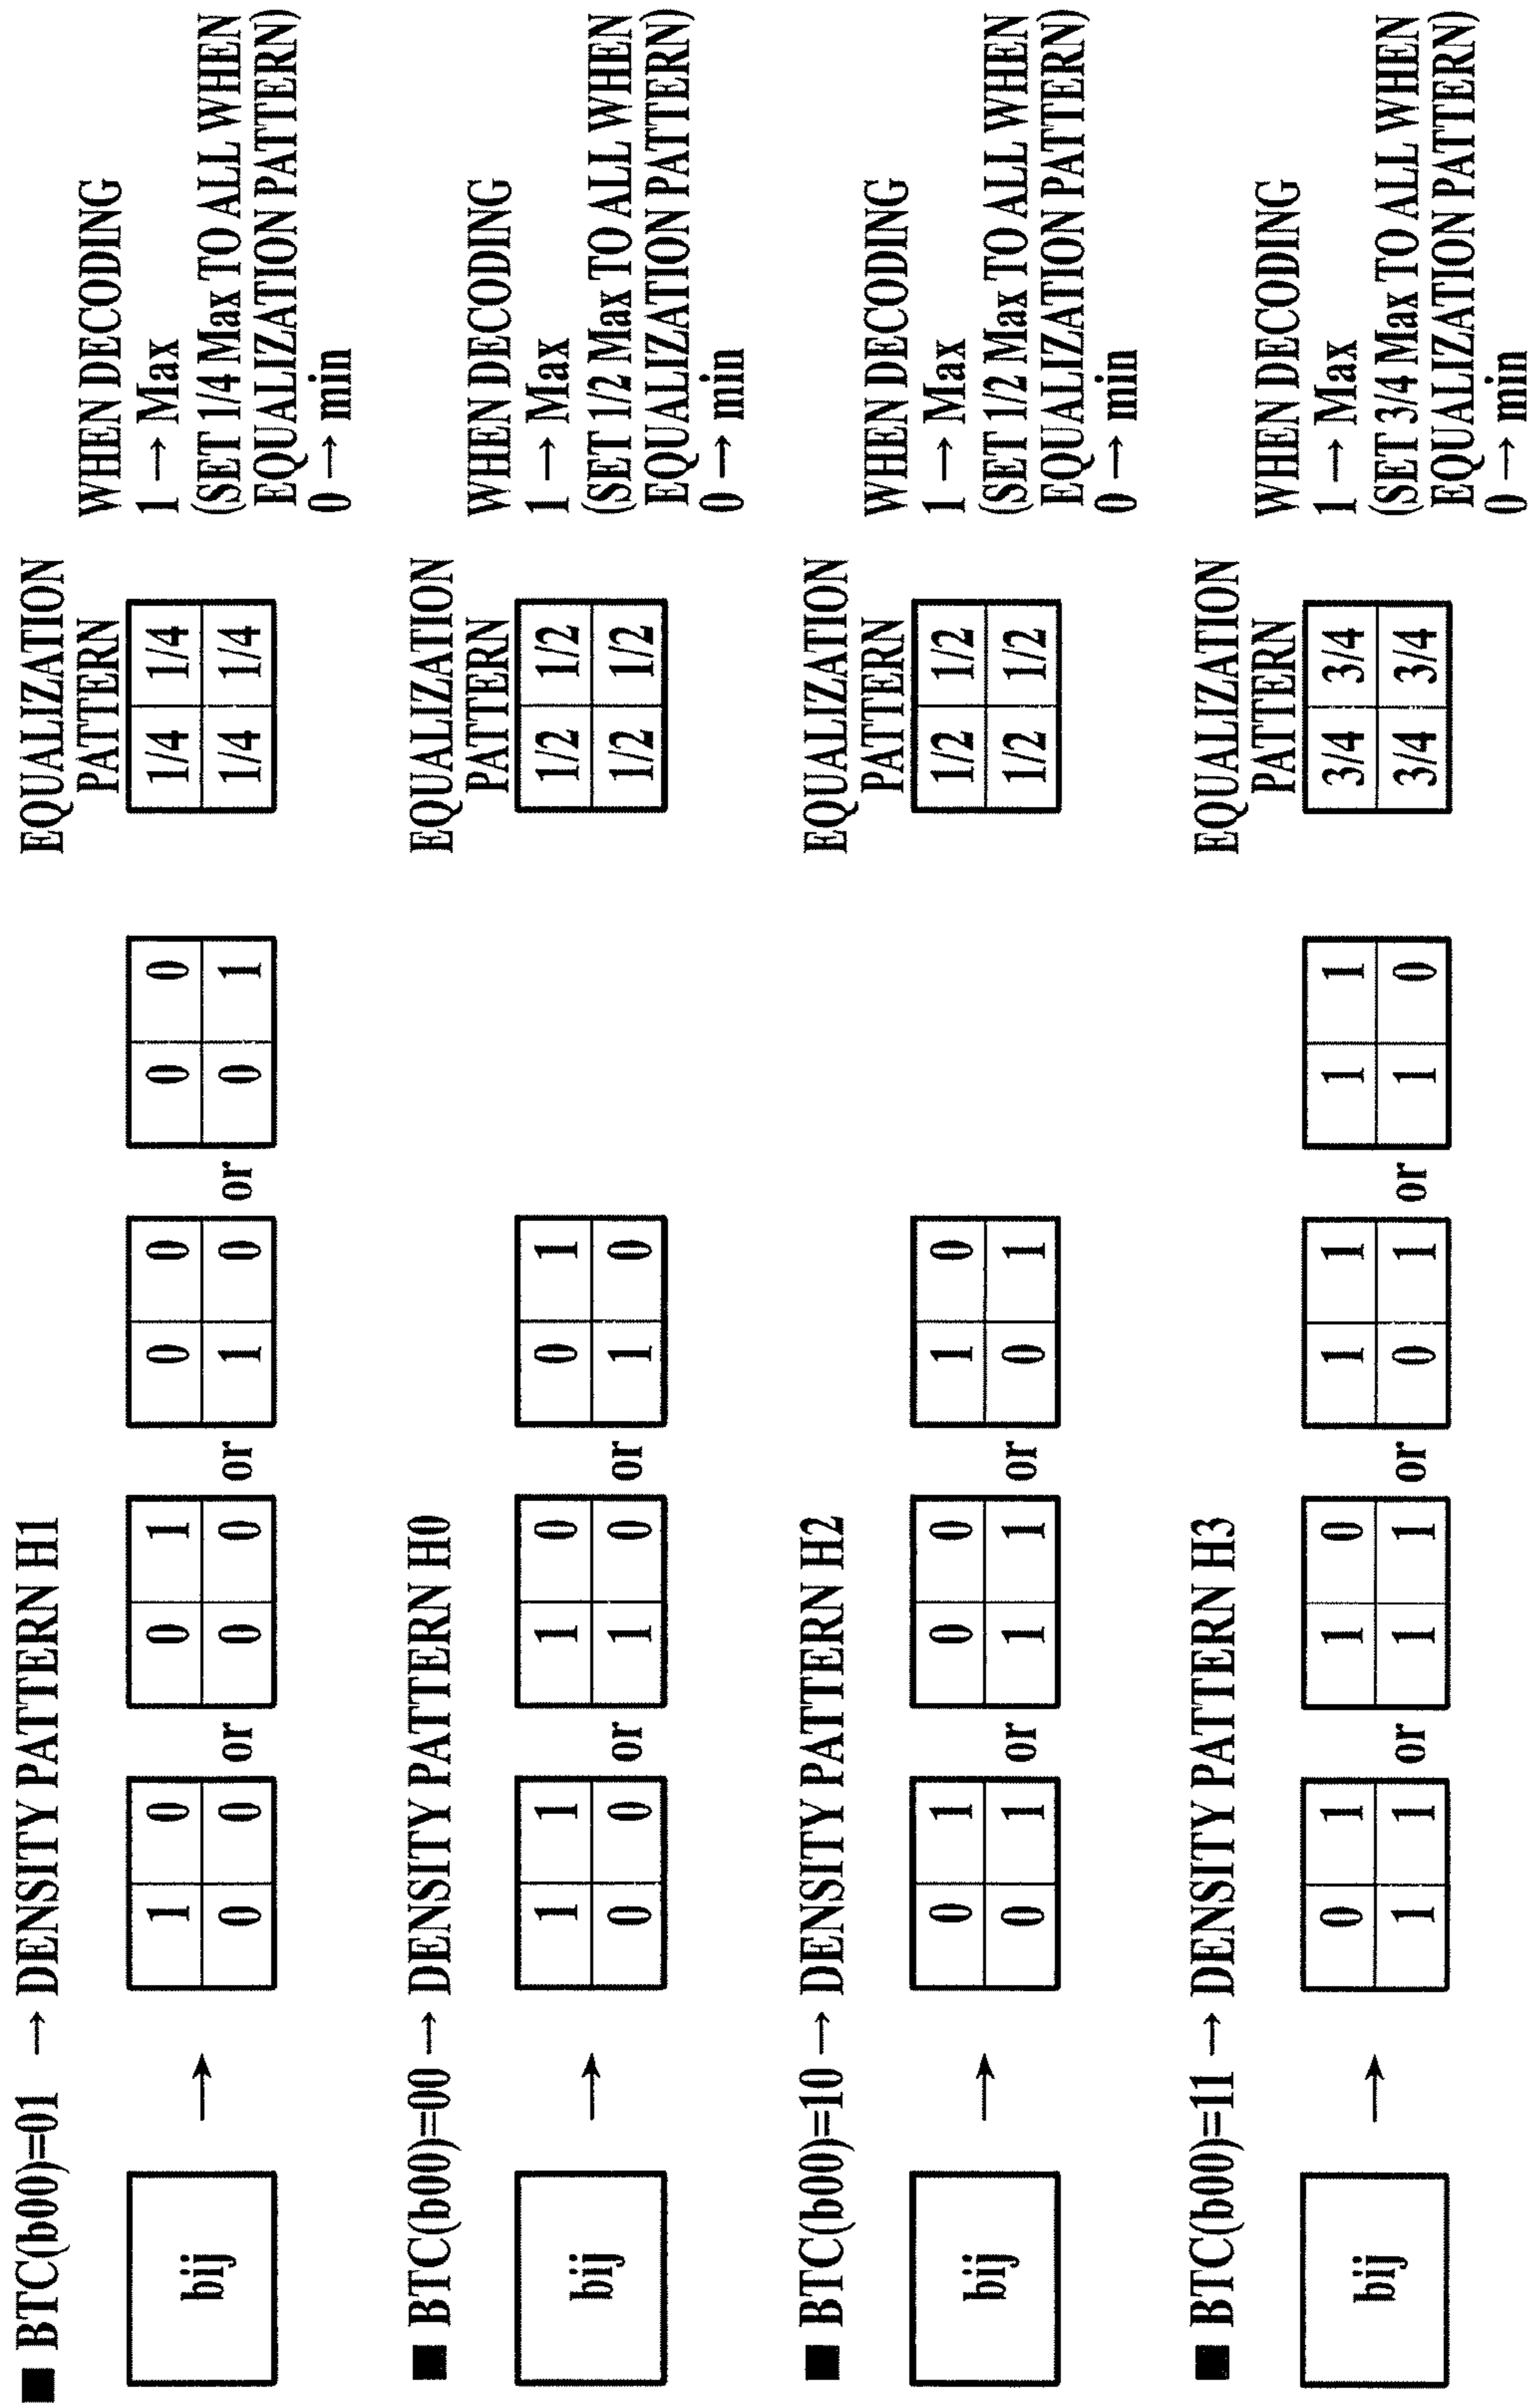 ■ BTC(b00)=01 → DENSITY PATTERN H1
EQUALIZATION
PATTERN
WHEN DECODING
1 → Max
(SET 1/4 Max TO ALL WHEN
EQUALIZATION PATTERN)
0 → min
bij →
1 0 or 0 1 or 0 0 or 0 0
0 0 0 0 1 0 0 1
1/4 1/4
1/4 1/4
■ BTC(b00)=00 → DENSITY PATTERN H0
EQUALIZATION
PATTERN
WHEN DECODING
1 → Max
(SET 1/2 Max TO ALL WHEN
EQUALIZATION PATTERN)
0 → min
bij →
1 1 or 1 0 or 0 1
0 0 1 0 1 0
1/2 1/2
1/2 1/2
■ BTC(b00)=10 → DENSITY PATTERN H2
EQUALIZATION
PATTERN
WHEN DECODING
1 → Max
(SET 1/2 Max TO ALL WHEN
EQUALIZATION PATTERN)
0 → min
bij →
0 1 or 0 0 or 1 0
0 1 1 1 0 1
1/2 1/2
1/2 1/2
■ BTC(b00)=11 → DENSITY PATTERN H3
EQUALIZATION
PATTERN
WHEN DECODING
1 → Max
(SET 3/4 Max TO ALL WHEN
EQUALIZATION PATTERN)
0 → min
bij →
0 1 or 1 0 or 1 1 or 1 1
1 1 1 1 0 1 1 0
3/4 3/4
3/4 3/4